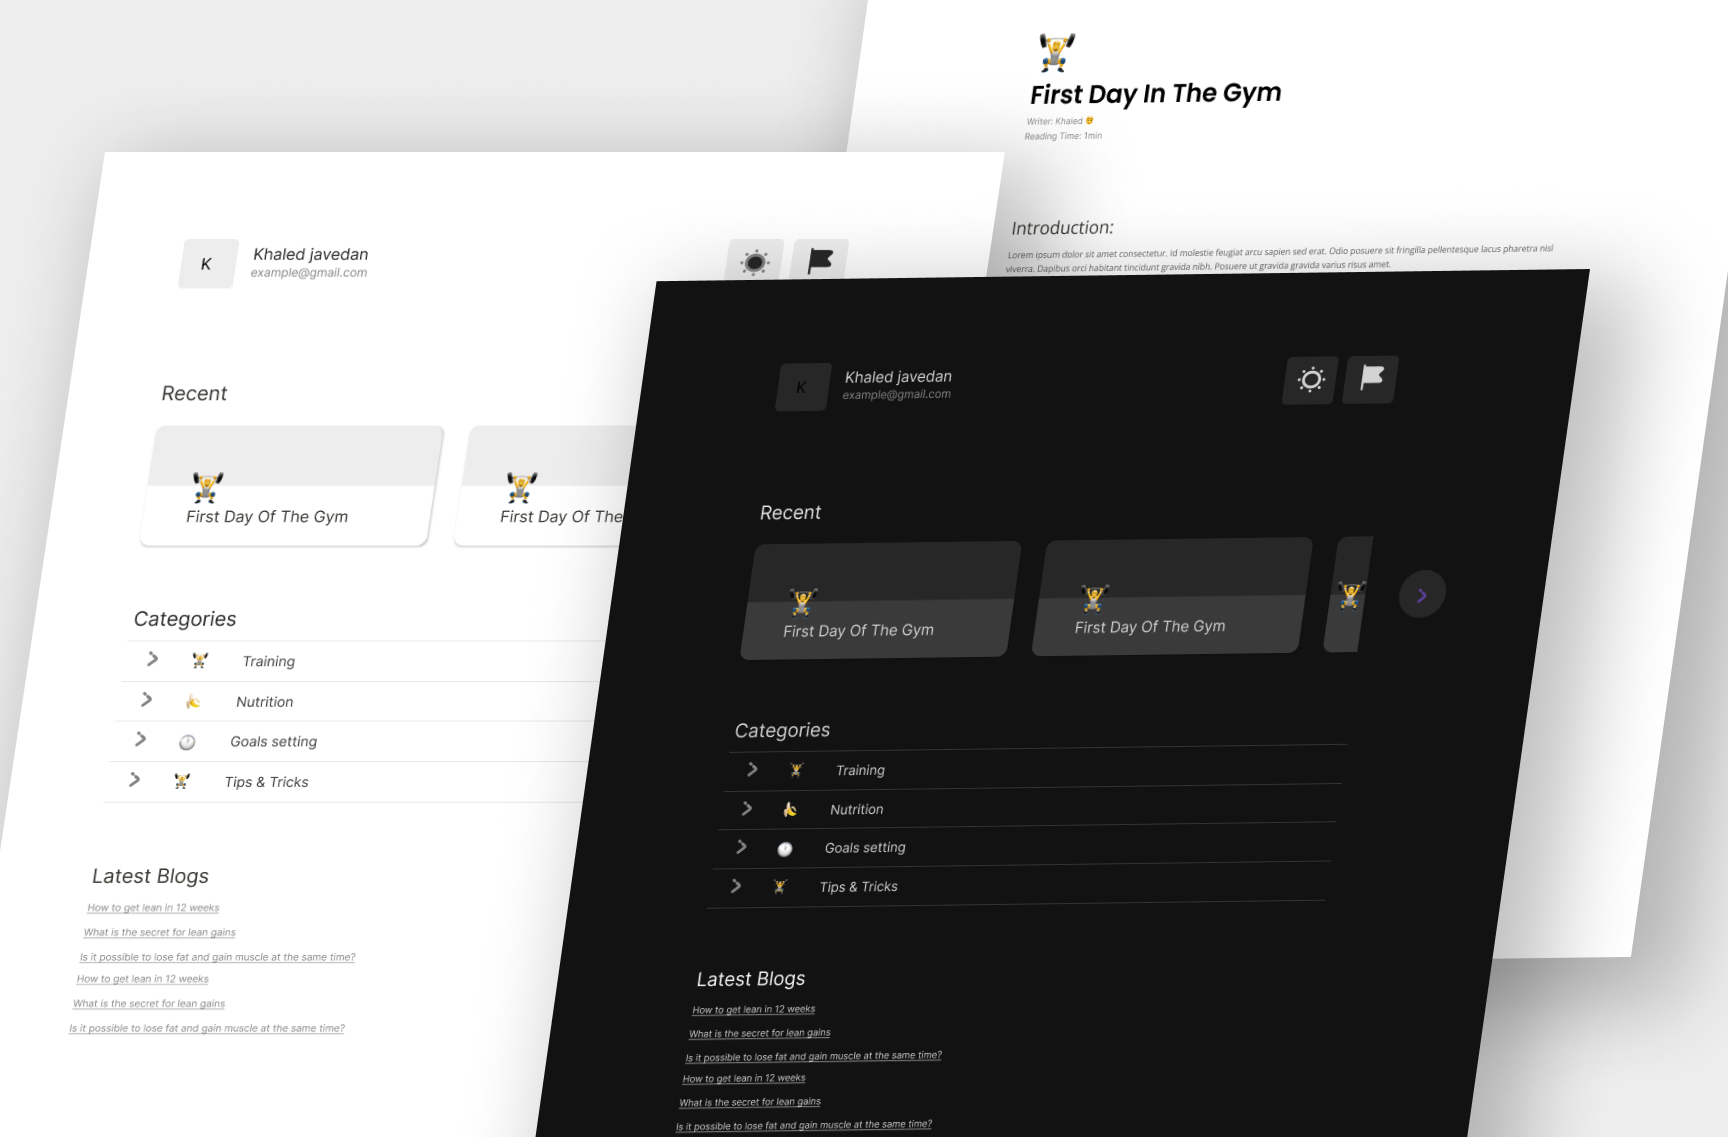 First Day In The Gym
Writer: Khaled
Reading Time: 1min
Introduction:
Lorem ipsum dolor sit amet consectetur. Id molestie feugiat arcu sapien sed erat. Odio posuere sit fringilla pellentesque lacus pharetra nisl
viverra. Dapibus orci habitant tincidunt gravida nibh. Posuere ut gravida gravida varius risus amet.
K
Khaled javedan
example@gmail.com
Recent
First Day Of The Gym
First Day Of The
Categories
Training
Nutrition
Goals setting
Tips & Tricks
Latest Blogs
How to get lean in 12 weeks
What is the secret for lean gains
Is it possible to lose fat and gain muscle at the same time?
How to get lean in 12 weeks
What is the secret for lean gains
Is it possible to lose fat and gain muscle at the same time?
K
Khaled javedan
example@gmail.com
Recent
First Day Of The Gym
First Day Of The Gym
Categories
Training
Nutrition
Goals setting
Tips & Tricks
Latest Blogs
How to get lean in 12 weeks
What is the secret for lean gains
Is it possible to lose fat and gain muscle at the same time?
How to get lean in 12 weeks
What is the secret for lean gains
Is it possible to lose fat and gain muscle at the same time?